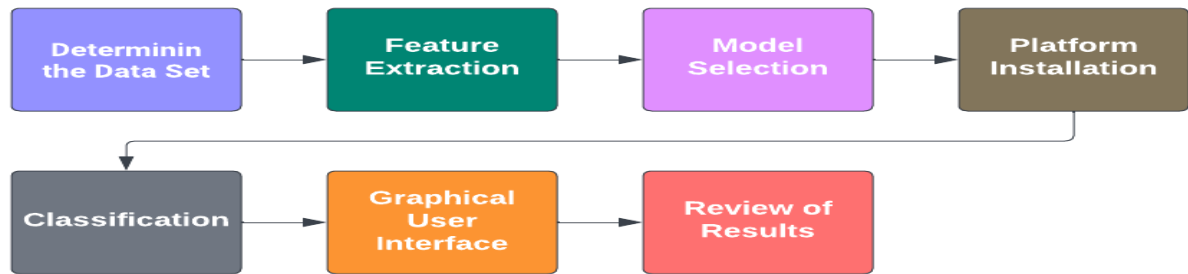 Determinin
the Data Set
Feature
Extraction
Model
Selection
Platform
Installation
Classification
Graphical
User
Interface
Review of
Results